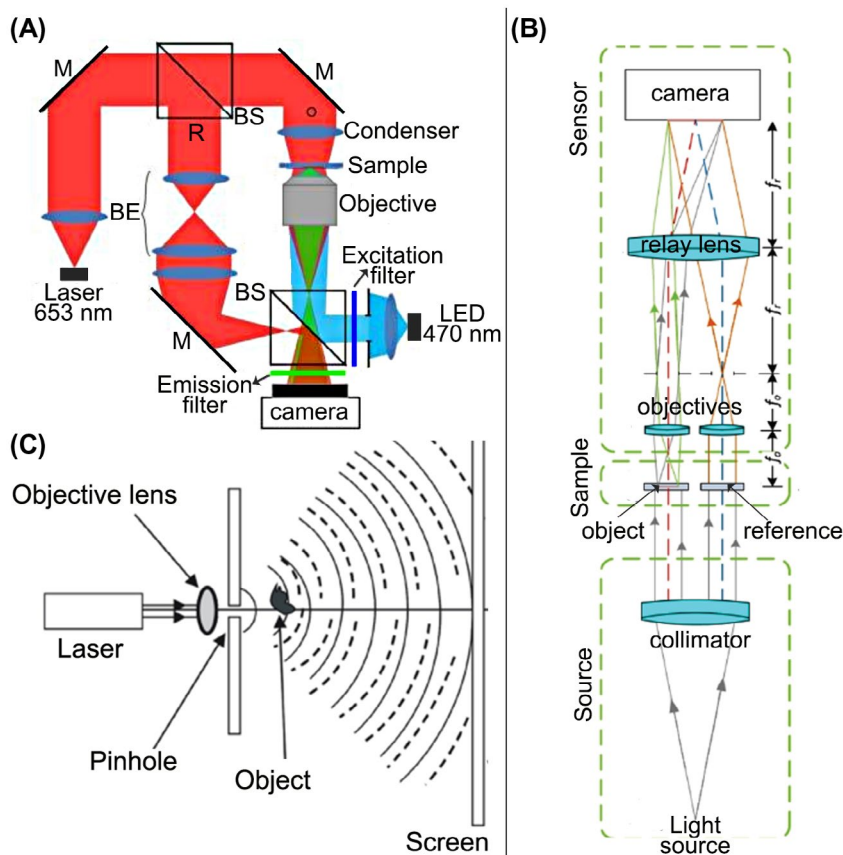 (A)
M
M
BS
R
O
Condenser
Sample
Objective
BE
Excitation
filter
Laser
653 nm
BS
LED
470 nm
M
Emission
filter
camera
(B)
Sensor
camera
fr
relay lens
fr
objectives
fo
fo
Sample
object
reference
collimator
Source
Light
source
(C)
Objective lens
Laser
Pinhole
Object
Screen